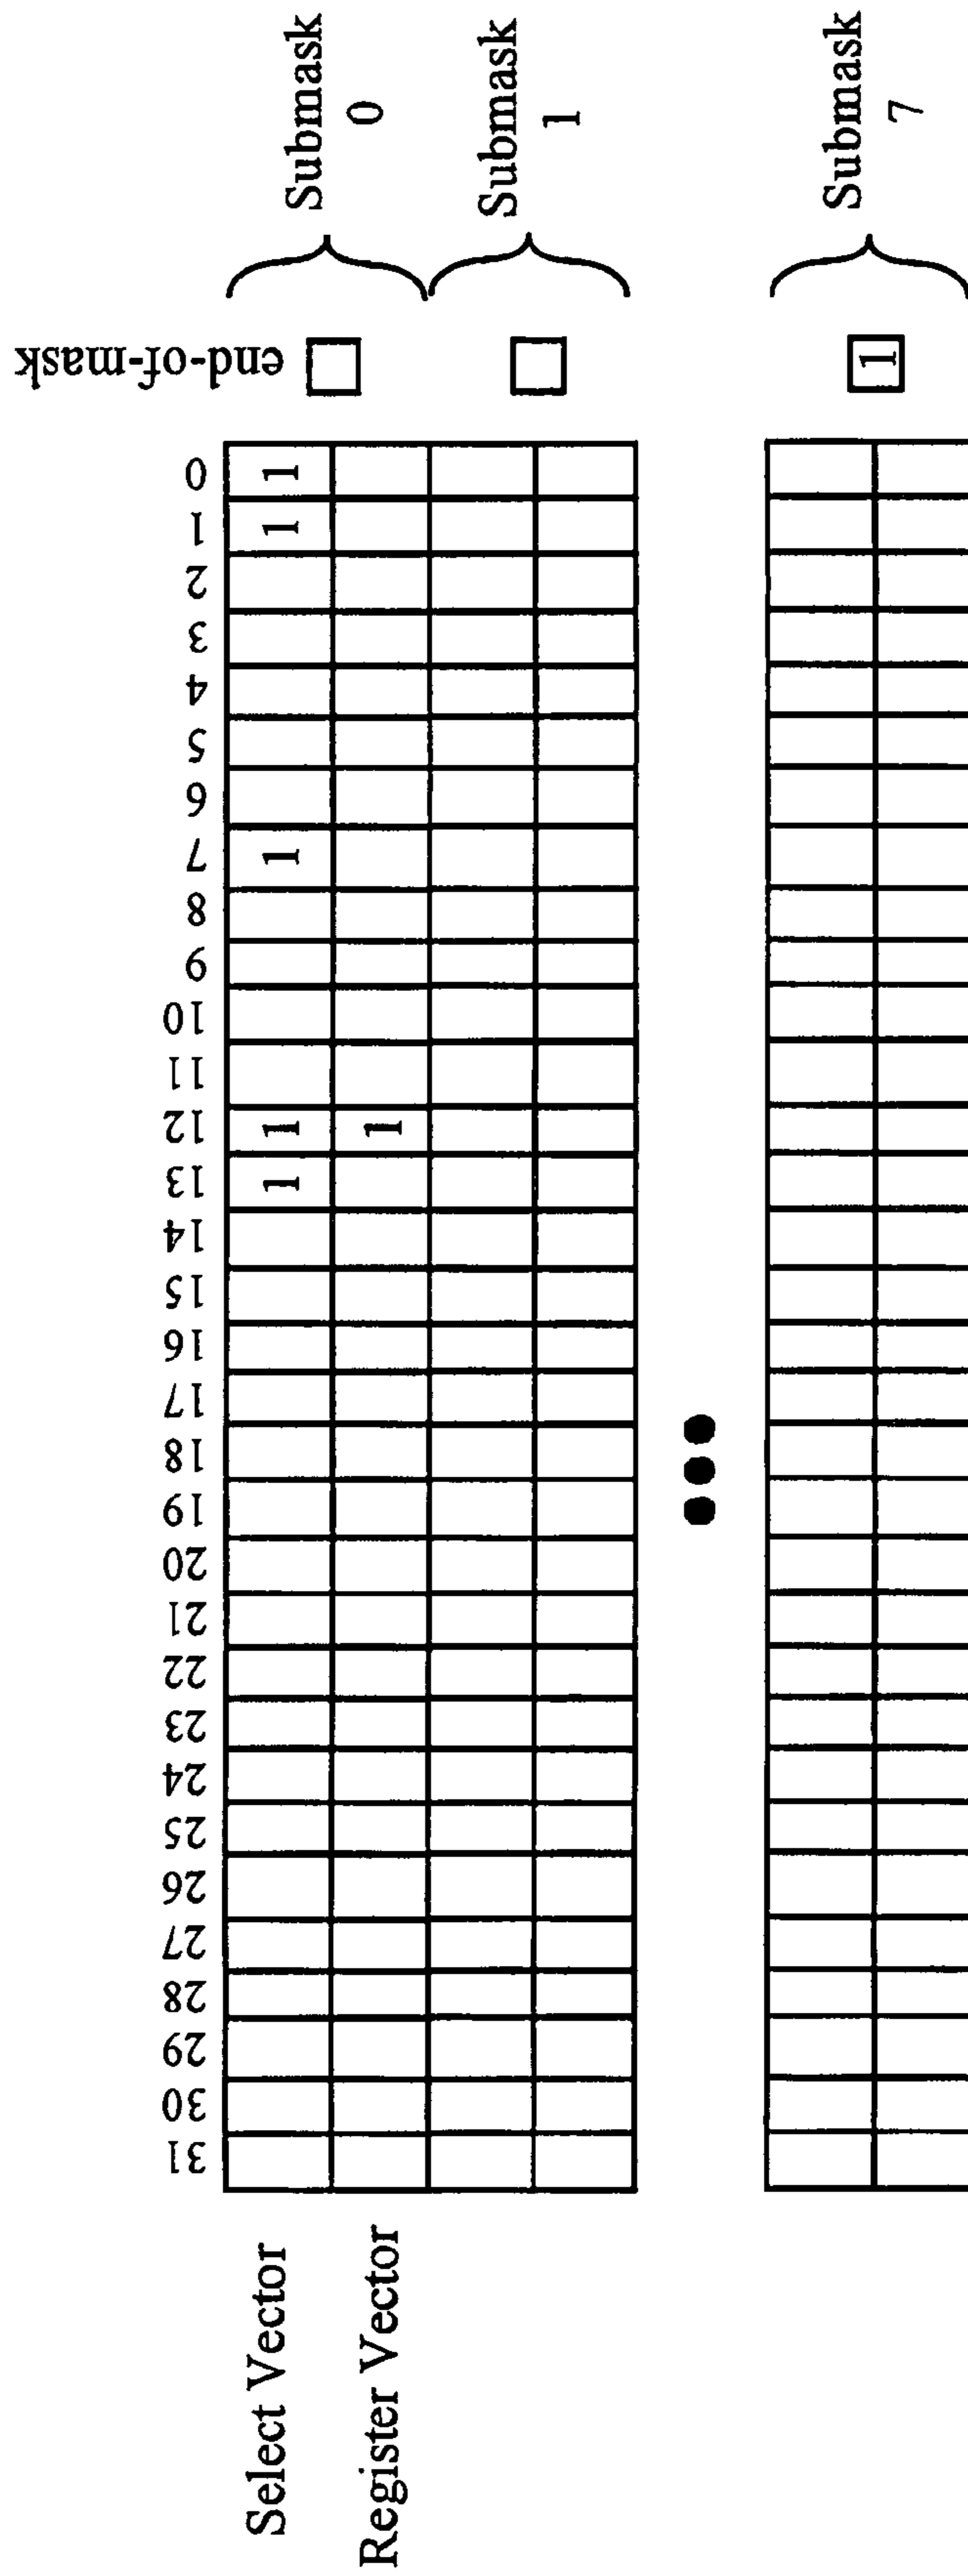 31 30 29 28 27 26 25 24 23 22 21 20 19 18 17 16 15 14 13 12 11 10 9 8 7 6 5 4 3 2 1 0
end-of-mask
Select Vector 1 1 1 1 1
Register Vector 1
Submask
0
Submask
1
1
Submask
7